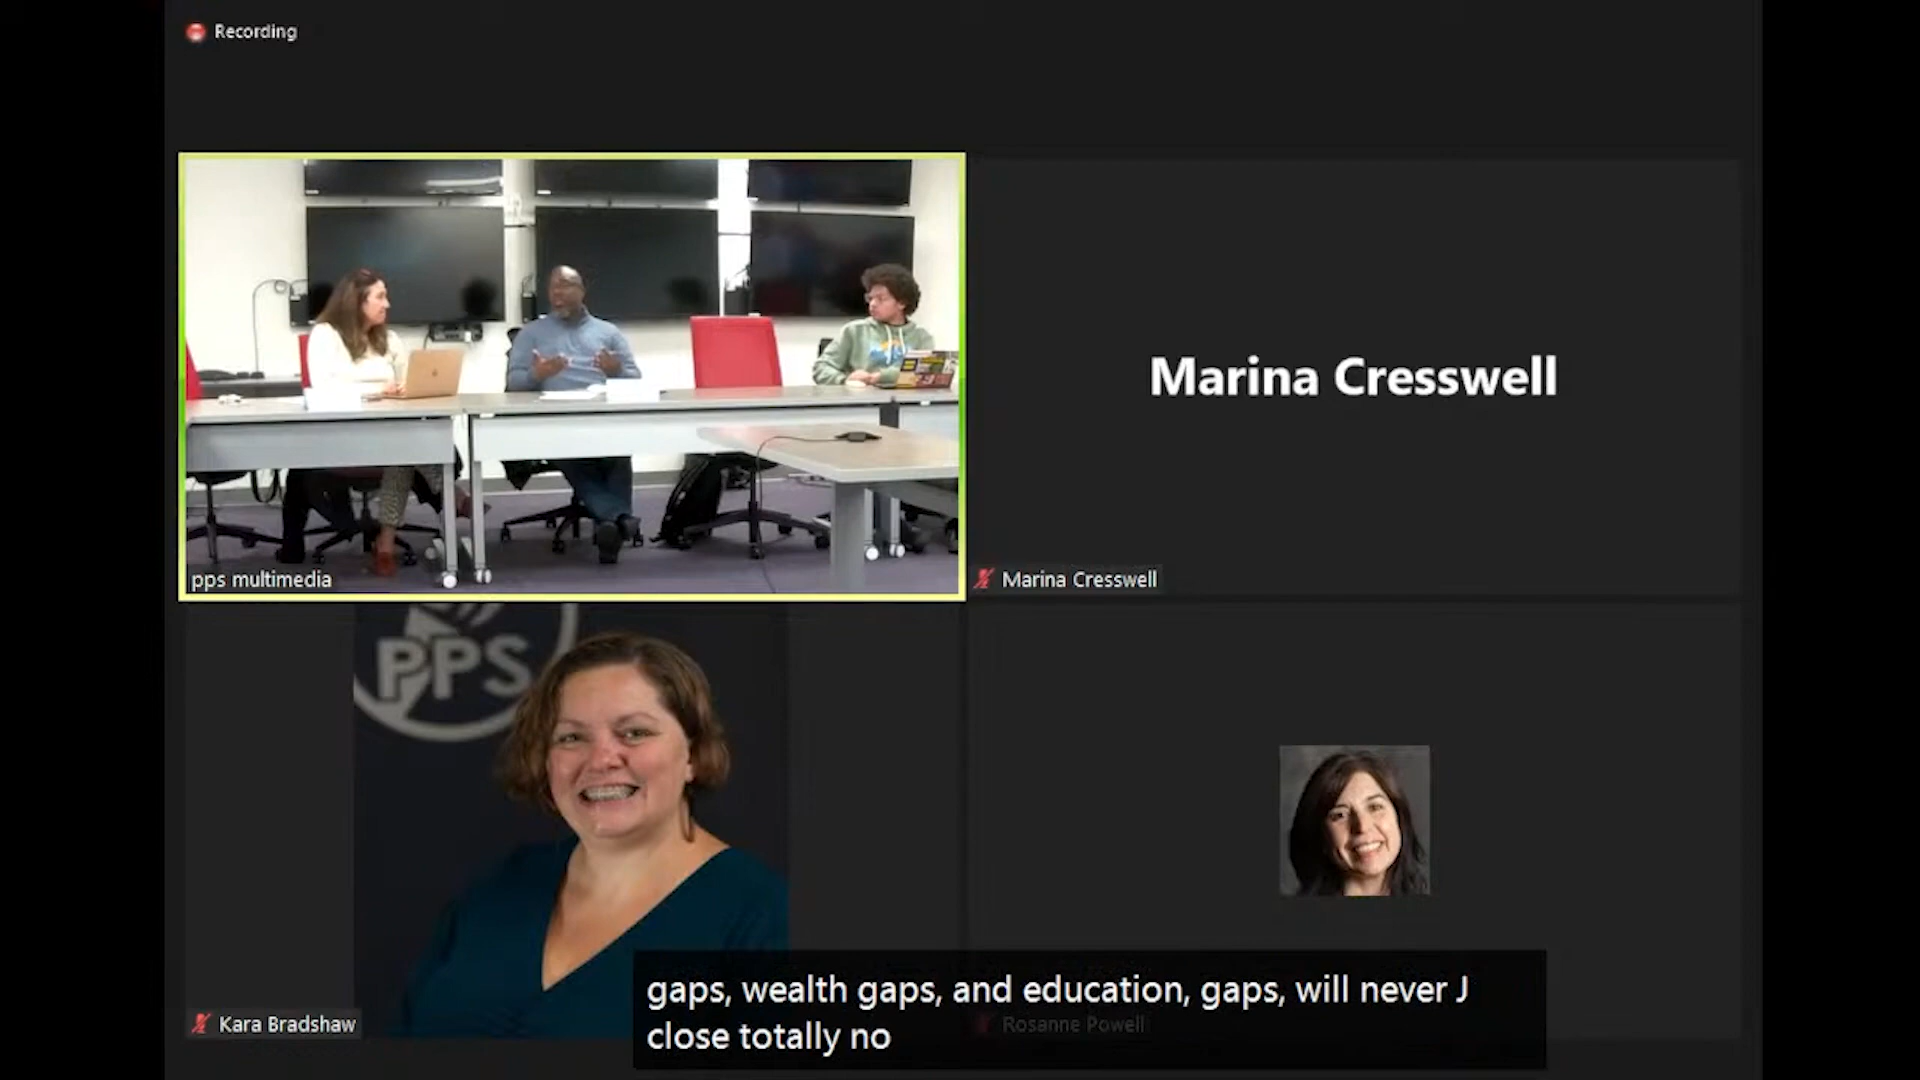 Recording
Marina Cresswell
pps multimedia
Marina Cresswell
PPS
Kara Bradshaw
Rosanne Powell
gaps, wealth gaps, and education, gaps, will never J
close totally no